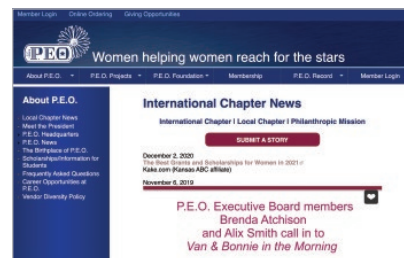 Member Login Online Ordering Giving Opportunities
PEO Women helping women reach for the stars
About P.E.O. P.E.O. Projects P.E.O. Foundation Membership P.E.O. Record Member Login
About P.E.O.
Local Chapter News
Meet the President
P.E.O. Headquarters
P.E.O. News
The Birthplace of P.E.O.
Scholarships/Information for
Students
Frequently Asked Questions
Career Opportunities at
P.E.O.
Vendor Diversity Policy
International Chapter News
International Chapter | Local Chapter | Philanthropic Mission
SUBMIT A STORY
December 2, 2020
The Best Grants and Scholarships for Women in 2021
Kake.com (Kansas ABC affiliate)
November 6, 2019
P.E.O. Executive Board members
Brenda Atchison
and Alix Smith call in to
Van & Bonnie in the Morning